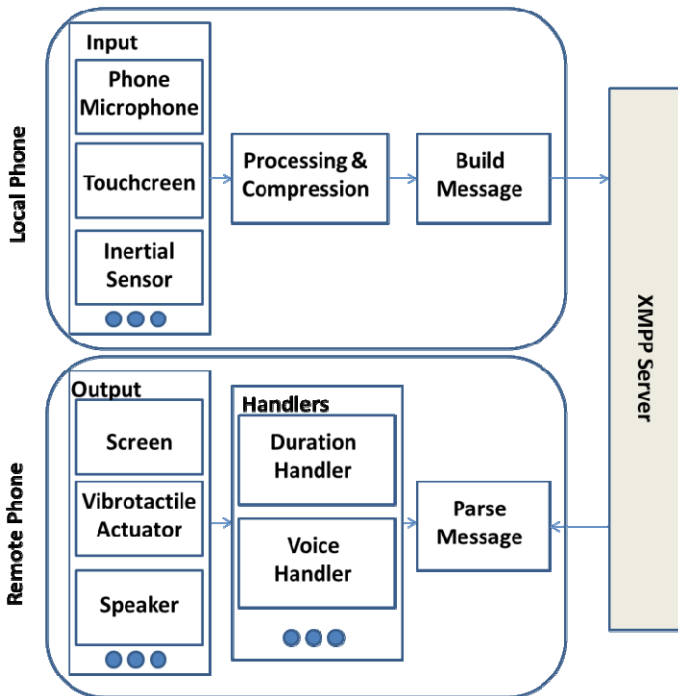 Local Phone
Input
Phone
Microphone
Touchcreen
Inertial
Sensor
Processing &
Compression
Build
Message
XMPP Server
Remote Phone
Output
Screen
Vibrotactile
Actuator
Speaker
Handlers
Duration
Handler
Voice
Handler
Parse
Message